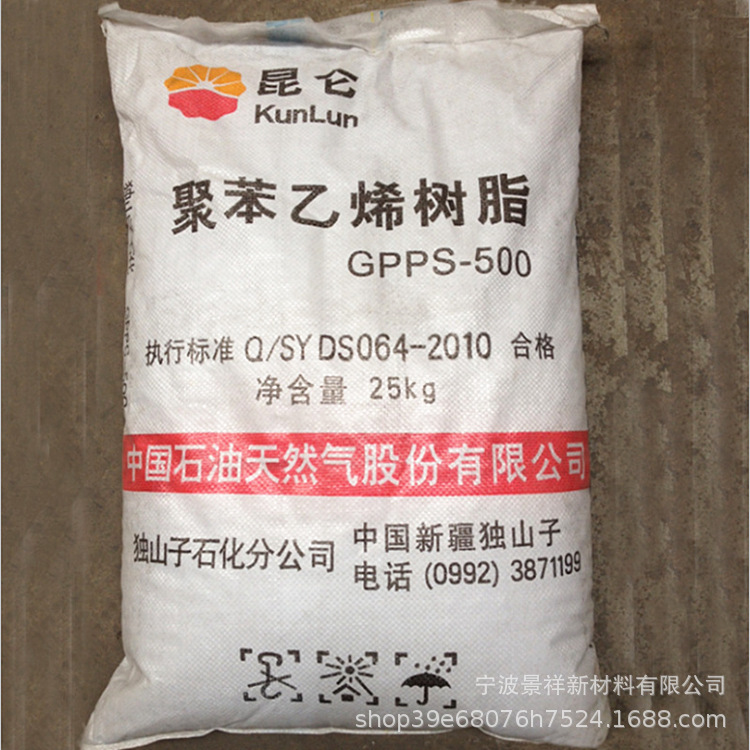 昆仑
KunLun
聚苯乙烯树脂
GPPS-500
执行标准 Q/SY DS064-2010 合格
净含量 25kg
中国石油天然气股份有限公司
独山子石化分公司
中国新疆独山子
电话 (0992) 3871199
宁波景祥新材料有限公司
shop39e68076h7524.1688.com